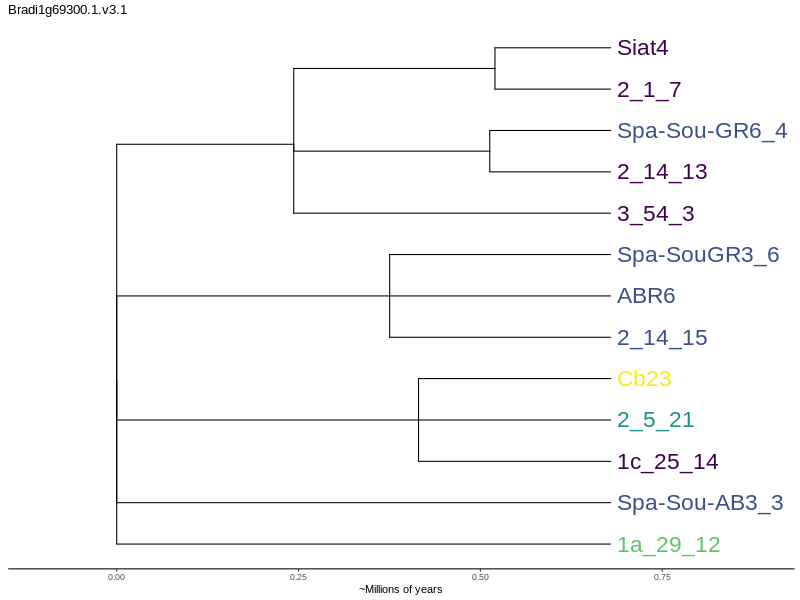 Bradi1g69300.1.v3.1
Siat4
2_1_7
Spa-Sou-GR6_4
2_14_13
3_54_3
Spa-SouGR3_6
ABR6
2_14_15
Cb23
2_5_21
1c_25_14
Spa-Sou-AB3_3
1a_29_12
0.00 0.25 0.50 0.75
~Millions of years